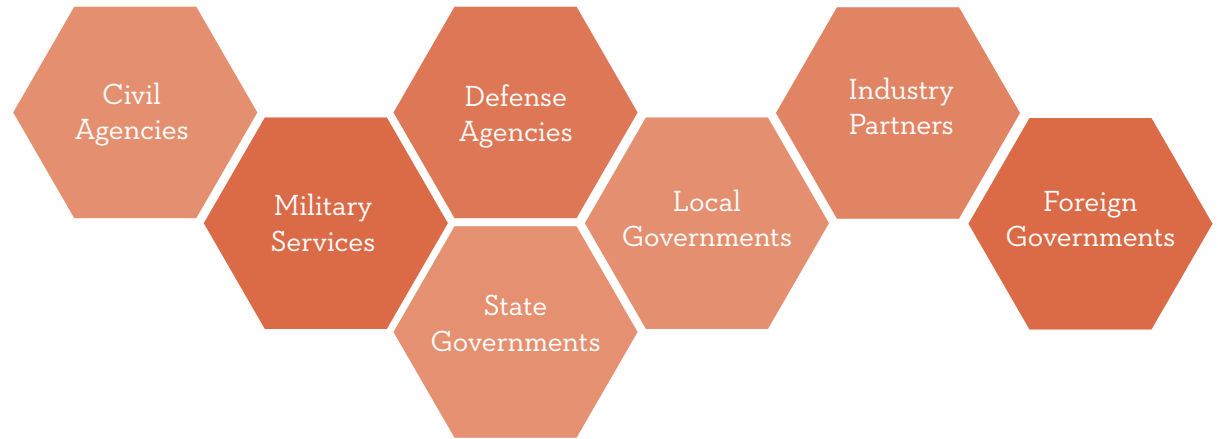 Civil
Agencies
Military
Services
Defense
Agencies
State
Governments
Local
Governments
Industry
Partners
Foreign
Governments